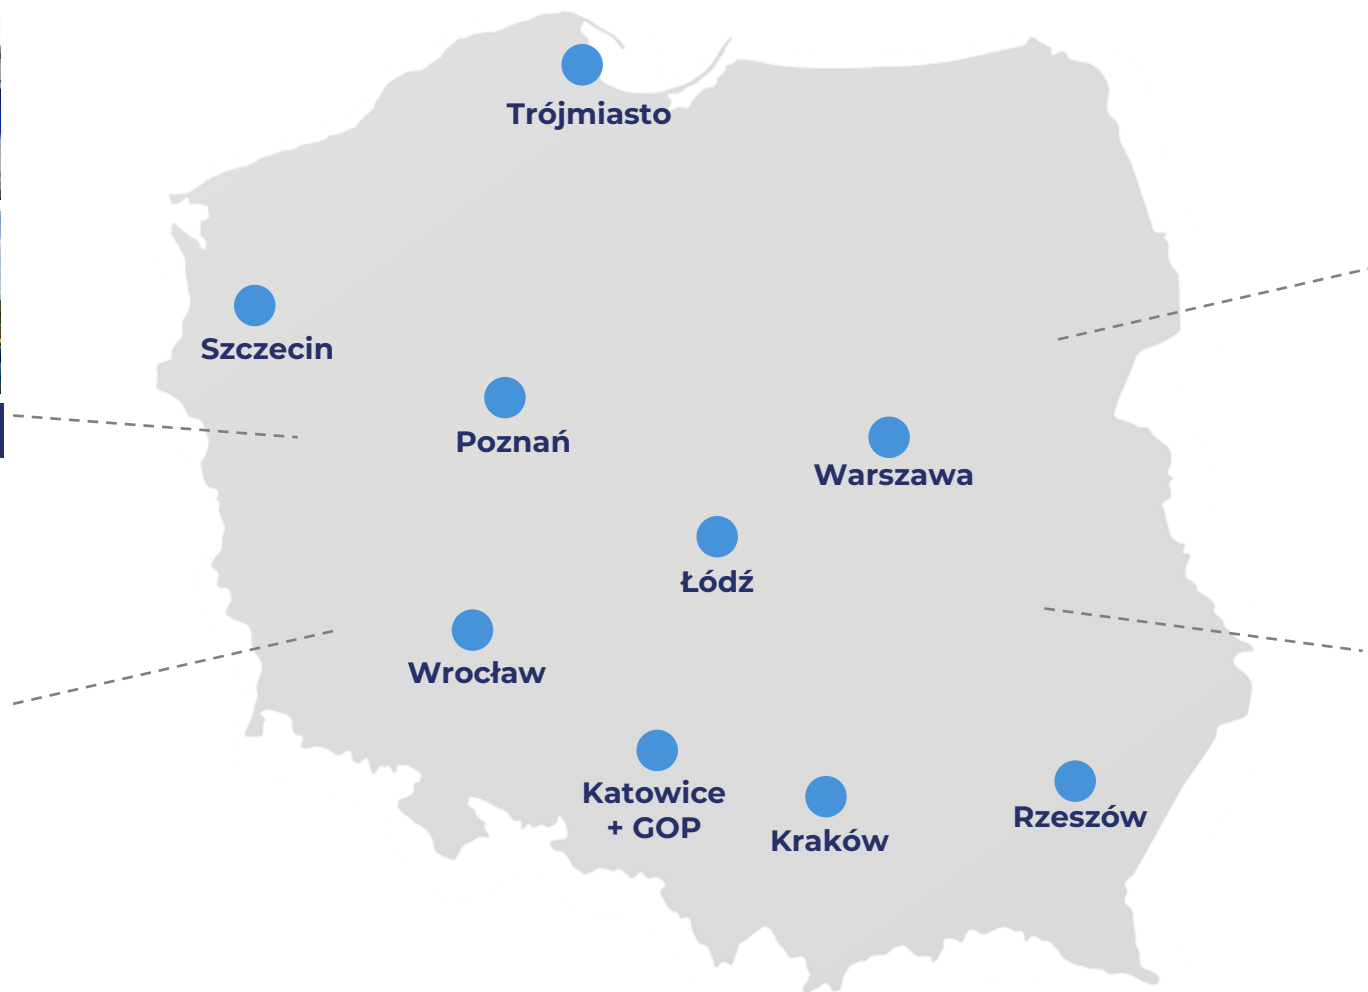 Trójmiasto
Szczecin
Poznań
Warszawa
Łódź
Wrocław
Katowice
+ GOP
Kraków
Rzeszów